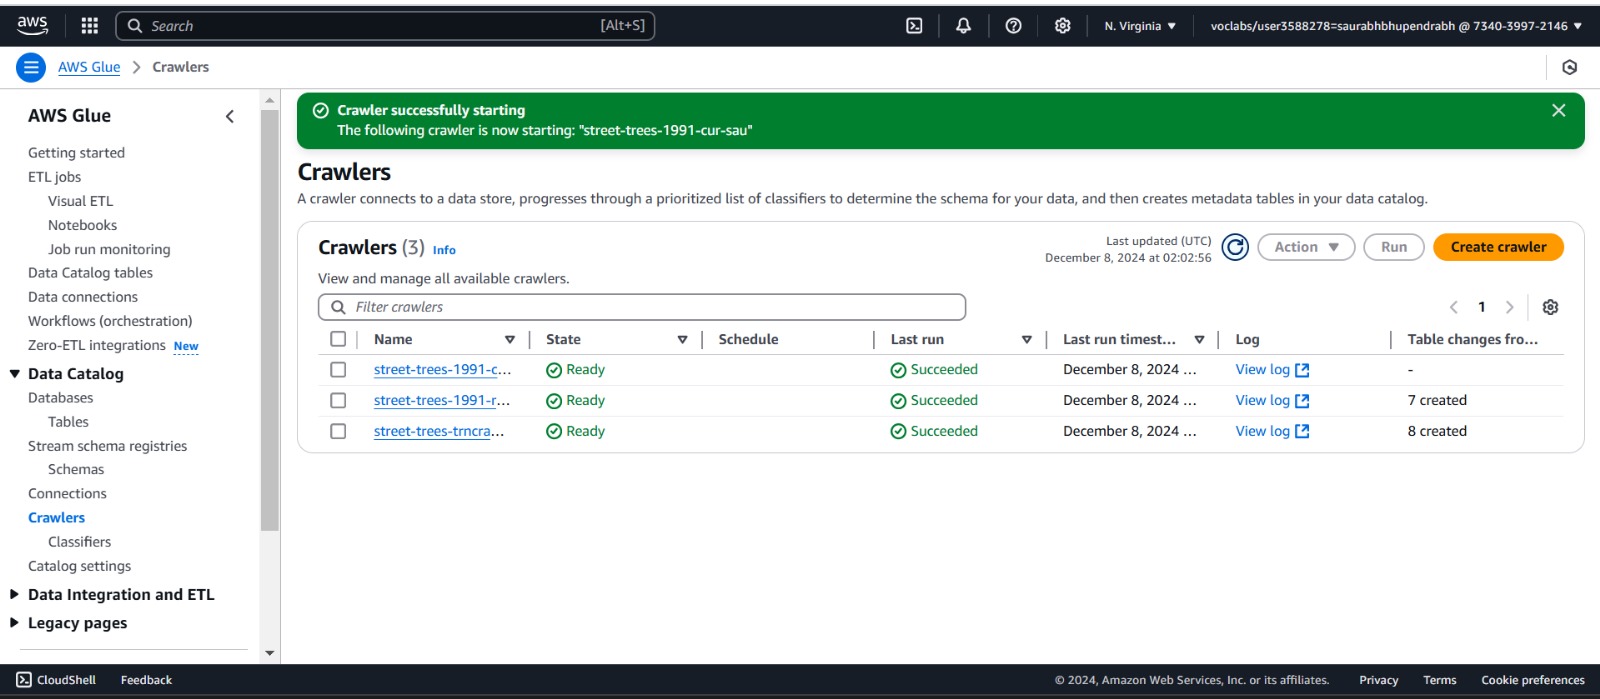 aws
Search
[Alt+S]
N. Virginia
voclabs/user3588278=saurabhbhupendrabh @ 7340-3997-2146
AWS Glue
Crawlers
AWS Glue
Getting started
ETL jobs
Visual ETL
Notebooks
Job run monitoring
Data Catalog tables
Data connections
Workflows (orchestration)
Zero-ETL integrations New
Data Catalog
Databases
Tables
Stream schema registries
Schemas
Connections
Crawlers
Classifiers
Catalog settings
Data Integration and ETL
Legacy pages
Crawler successfully starting
The following crawler is now starting: "street-trees-1991-cur-sau"
Crawlers
A crawler connects to a data store, progresses through a prioritized list of classifiers to determine the schema for your data, and then creates metadata tables in your data catalog.
Crawlers (3) Info
Last updated (UTC)
December 8, 2024 at 02:02:56
Action
Run
Create crawler
View and manage all available crawlers.
Filter crawlers
1
Name State Schedule Last run Last run timest... Log Table changes fro...
street-trees-1991-c... Ready Succeeded December 8, 2024 ... View log -
street-trees-1991-r... Ready Succeeded December 8, 2024 ... View log 7 created
street-trees-trncra... Ready Succeeded December 8, 2024 ... View log 8 created
CloudShell Feedback © 2024, Amazon Web Services, Inc. or its affiliates. Privacy Terms Cookie preferences